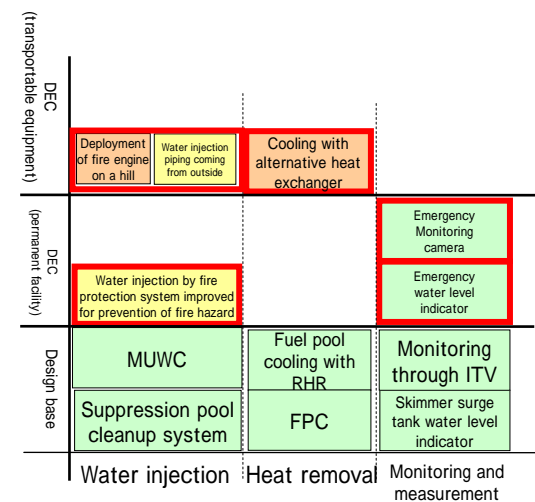 DEC
(transportable equipment)
Deployment
of fire engine
on a hill
Water injection
piping coming
from outside
Cooling with
alternative heat
exchanger
DEC
(permanent facility)
Emergency
Monitoring
camera
Water injection by fire
protection system improved
for prevention of fire hazard
Emergency
water level
indicator
Design base
MUWC
Fuel pool
cooling with
RHR
Monitoring
through ITV
Suppression pool
cleanup system
FPC
Skimmer surge
tank water level
indicator
Water injection
Heat removal
Monitoring and
measurement